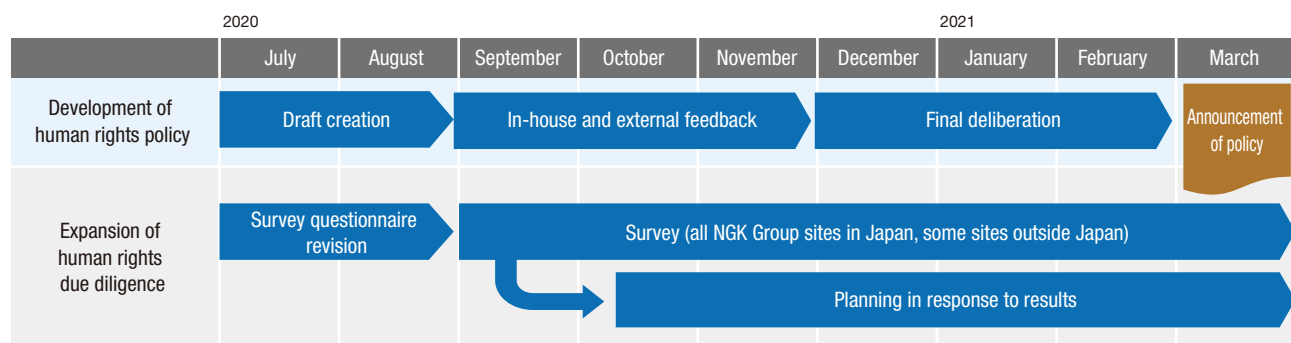 2020
2021
July
August
September
October
November
December
January
February
March
Development of
human rights policy
Draft creation
In-house and external feedback
Final deliberation
Announcement
of policy
Expansion of
human rights
due diligence
Survey questionnaire
revision
Survey (all NGK Group sites in Japan, some sites outside Japan)
Planning in response to results